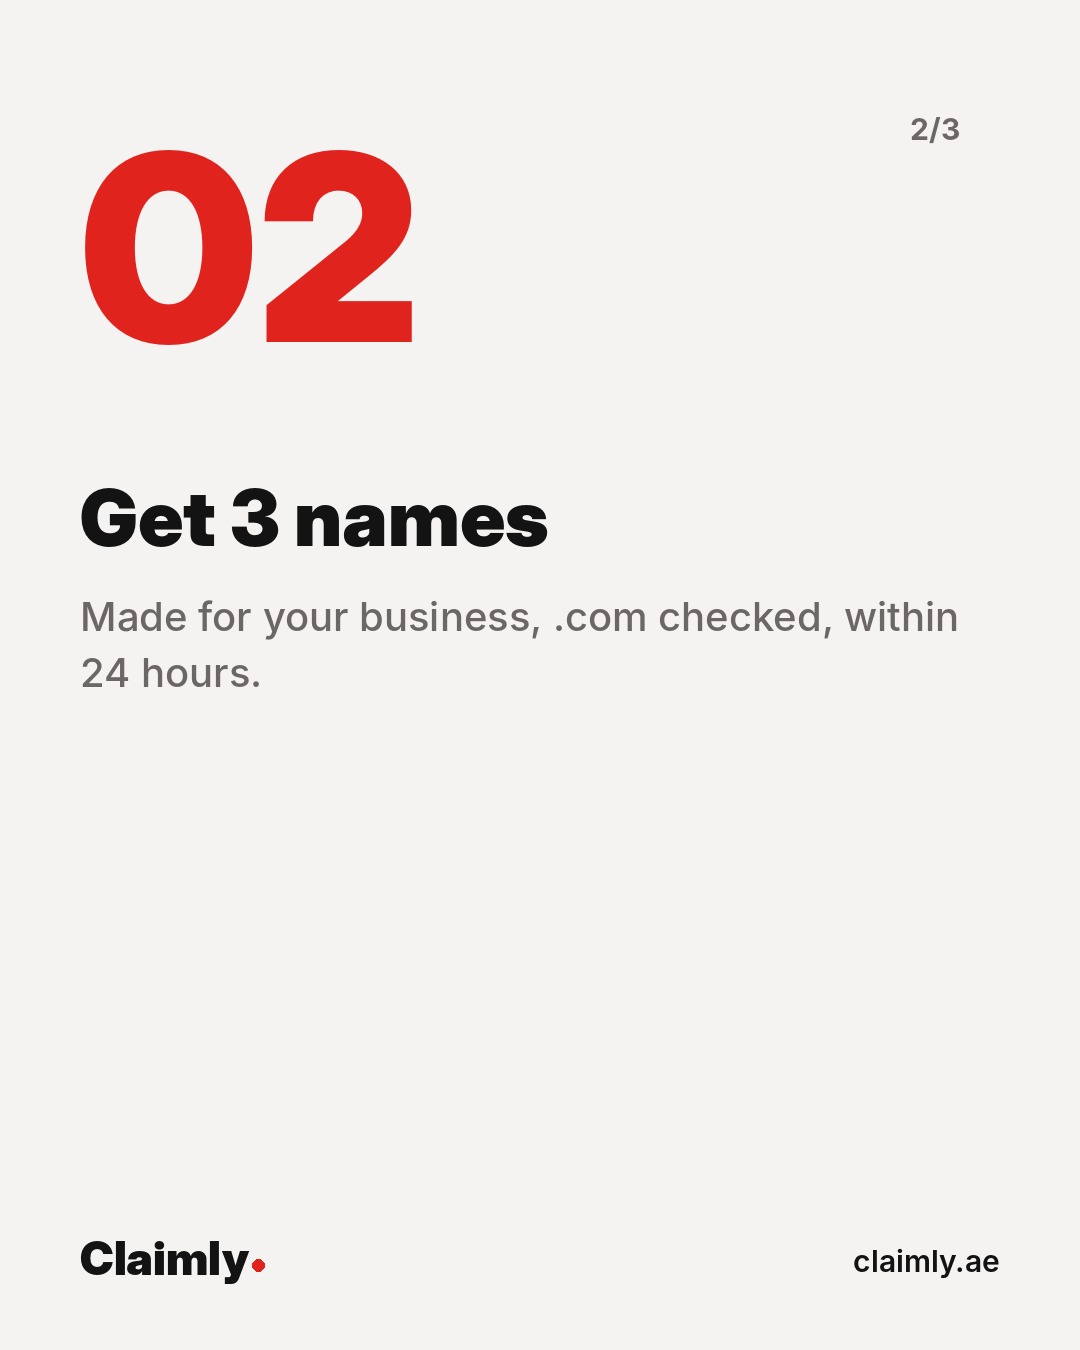 2/3
02
Get 3 names
Made for your business, .com checked, within
24 hours.
Claimly.
claimly.ae